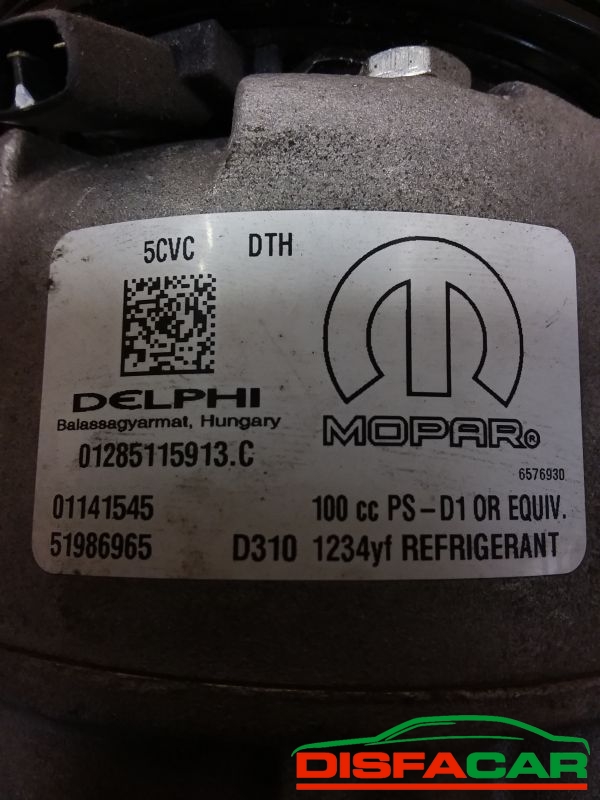 5CVC DTH
DELPHI
Balassagyarmat, Hungary
MOPAR®
01285115913.C
6576930
01141545 100 cc PS-D1 OR EQUIV.
51986965 D310 1234yf REFRIGERANT
DISFACAR